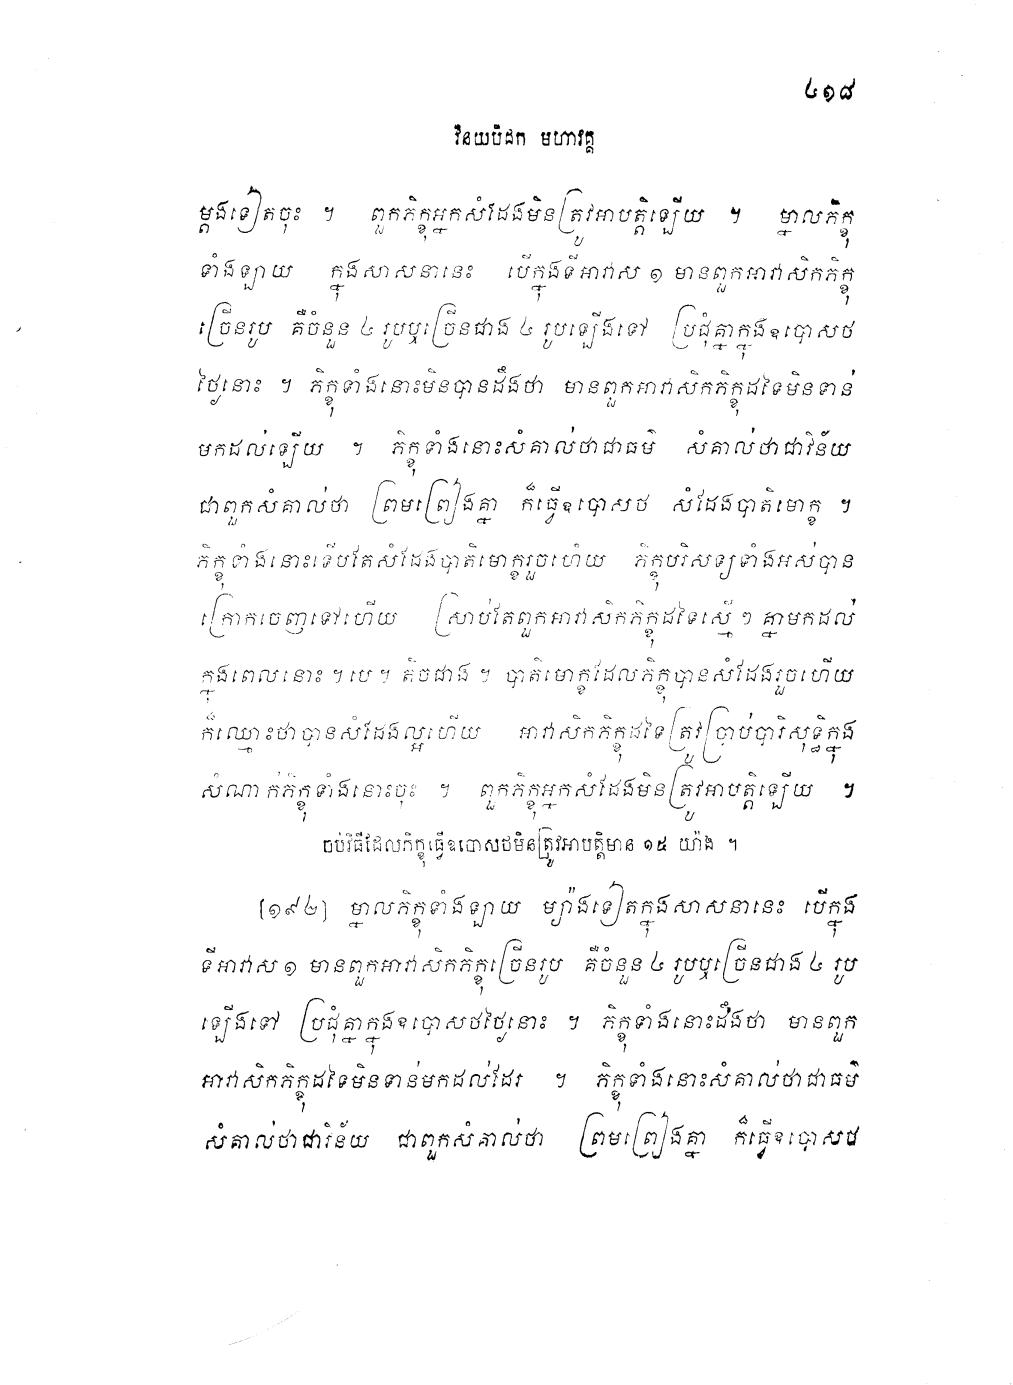 ៤១៨
វិនយបិដក មហាវគ្គ
ម្តងទៀតចុះ ។ ពួកភិក្ខុអ្នកសំដែងមិនត្រូវអាបត្តិឡើយ ។ ម្នាលភិក្ខុ
ទាំងឡាយ ក្នុងសាសនានេះ បើក្នុងទីអាវាស ១ មានពួកអាវាសិកភិក្ខុ
ច្រើនរូប គឺចំនួន ៤ រូបឬច្រើនជាង ៤ រូបឡើងទៅ ប្រជុំគ្នាក្នុងឧបោសថ
ថ្ងៃនោះ ។ ភិក្ខុទាំងនោះមិនបានដឹងថា មានពួកអាវាសិកភិក្ខុដទៃមិនទាន់
មកដល់ឡើយ ។ ភិក្ខុទាំងនោះសំគាល់ថាជាធម៌ សំគាល់ថាជាវិន័យ
ជាពួកសំគាល់ថា ព្រមព្រៀងគ្នា ក៏ធ្វើឧបោសថ សំដែងបាតិមោក្ខ ។
ភិក្ខុទាំងនោះទើបតែសំដែងបាតិមោក្ខរួចហើយ ភិក្ខុបរិសទ្យទាំងអស់បាន
ក្រោកចេញទៅហើយ ស្រាប់តែពួកអាវាសិកភិក្ខុដទៃស្មើ ៗ គ្នាមកដល់
ក្នុងពេលនោះ ។ បេ ។ តិចជាង ។ បាតិមោក្ខដែលភិក្ខុបានសំដែងរួចហើយ
ក៏ឈ្មោះថាបានសំដែងល្អហើយ អាវាសិកភិក្ខុដទៃត្រូវប្រាប់បារិសុទ្ធិក្នុង
សំណាក់ភិក្ខុទាំងនោះចុះ ។ ពួកភិក្ខុអ្នកសំដែងមិនត្រូវអាបត្តិឡើយ ។
ចប់វិធីដែលភិក្ខុធ្វើឧបោសថមិនត្រូវអាបត្តិមាន ១៥ យ៉ាង ។
[១៩២] ម្នាលភិក្ខុទាំងឡាយ ម្យ៉ាងទៀតក្នុងសាសនានេះ បើក្នុង
ទីអាវាស ១ មានពួកអាវាសិកភិក្ខុច្រើនរូប គឺចំនួន ៤ រូបឬច្រើនជាង ៤ រូប
ឡើងទៅ ប្រជុំគ្នាក្នុងឧបោសថថ្ងៃនោះ ។ ភិក្ខុទាំងនោះដឹងថា មានពួក
អាវាសិកភិក្ខុដទៃមិនទាន់មកដល់ដែរ ។ ភិក្ខុទាំងនោះសំគាល់ថាជាធម៌
សំគាល់ថាជាវិន័យ ជាពួកសំគាល់ថា ព្រមព្រៀងគ្នា ក៏ធ្វើឧបោសថ